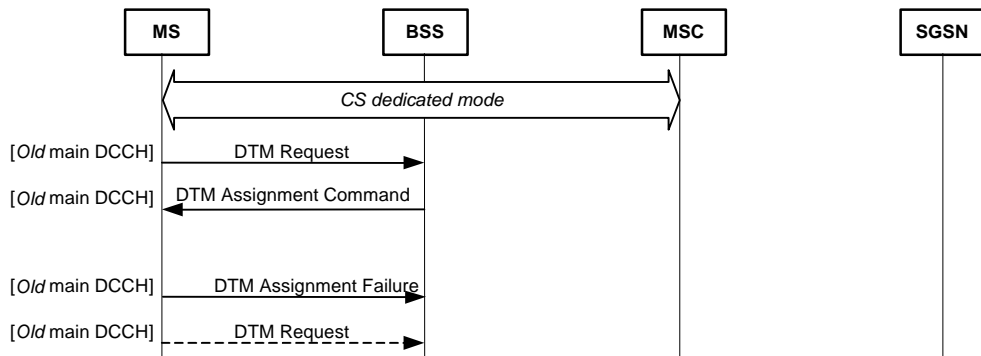 MS BSS MSC SGSN
CS dedicated mode
[Old main DCCH] DTM Request
[Old main DCCH] DTM Assignment Command
[Old main DCCH] DTM Assignment Failure
[Old main DCCH] DTM Request